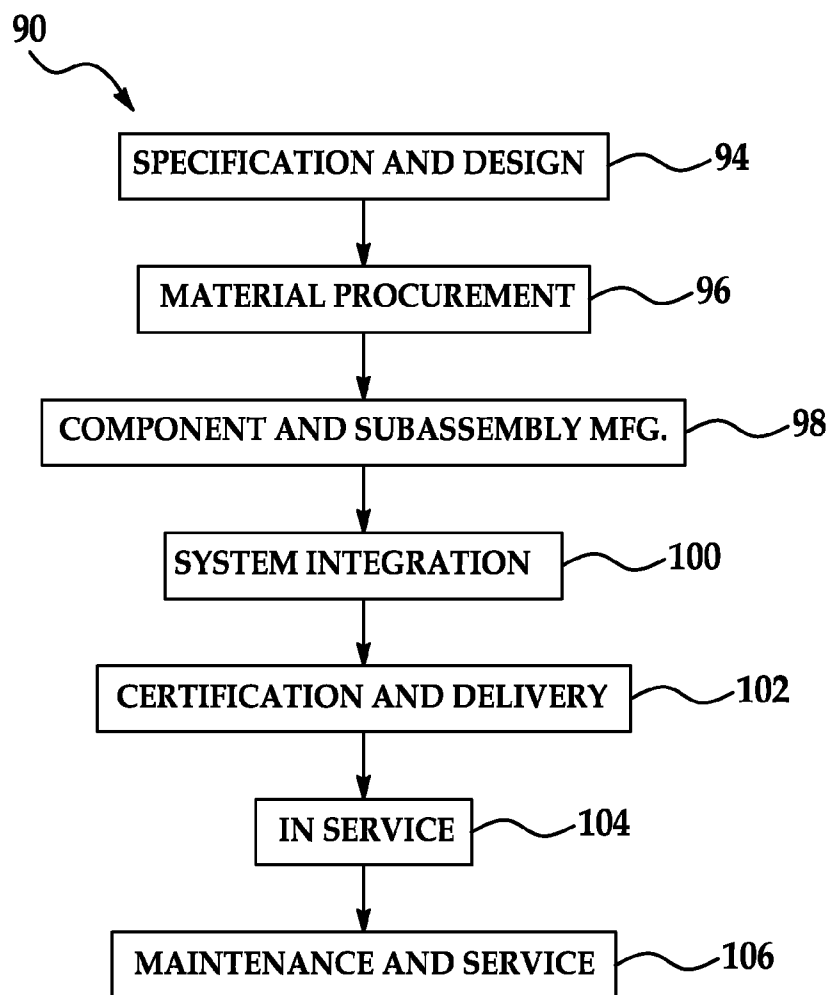 90
SPECIFICATION AND DESIGN 94
MATERIAL PROCUREMENT 96
COMPONENT AND SUBASSEMBLY MFG. 98
SYSTEM INTEGRATION 100
CERTIFICATION AND DELIVERY 102
IN SERVICE 104
MAINTENANCE AND SERVICE 106